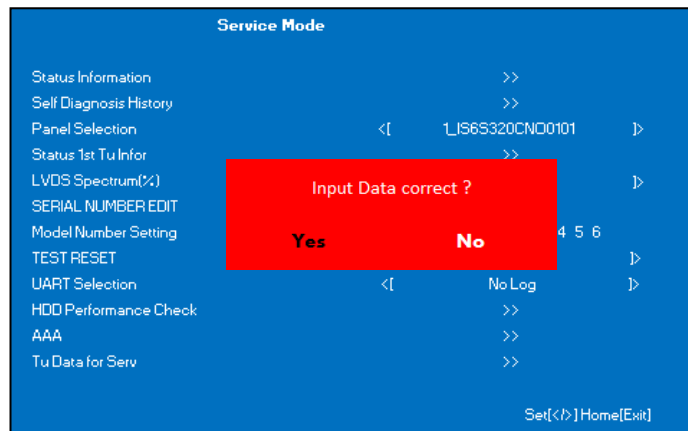 Service Mode
Status Information >>
Self Diagnosis History >>
Panel Selection <[ 1_IS6S320CNO0101 ]>
Status 1st Tu Infor >>
LVDS Spectrum(%) ]>
Input Data correct ?
SERIAL NUMBER EDIT
Model Number Setting 4 5 6
Yes No
TEST RESET ]>
UART Selection <[ No Log ]>
HDD Performance Check >>
AAA >>
Tu Data for Serv >>
Set[</>] Home[Exit]